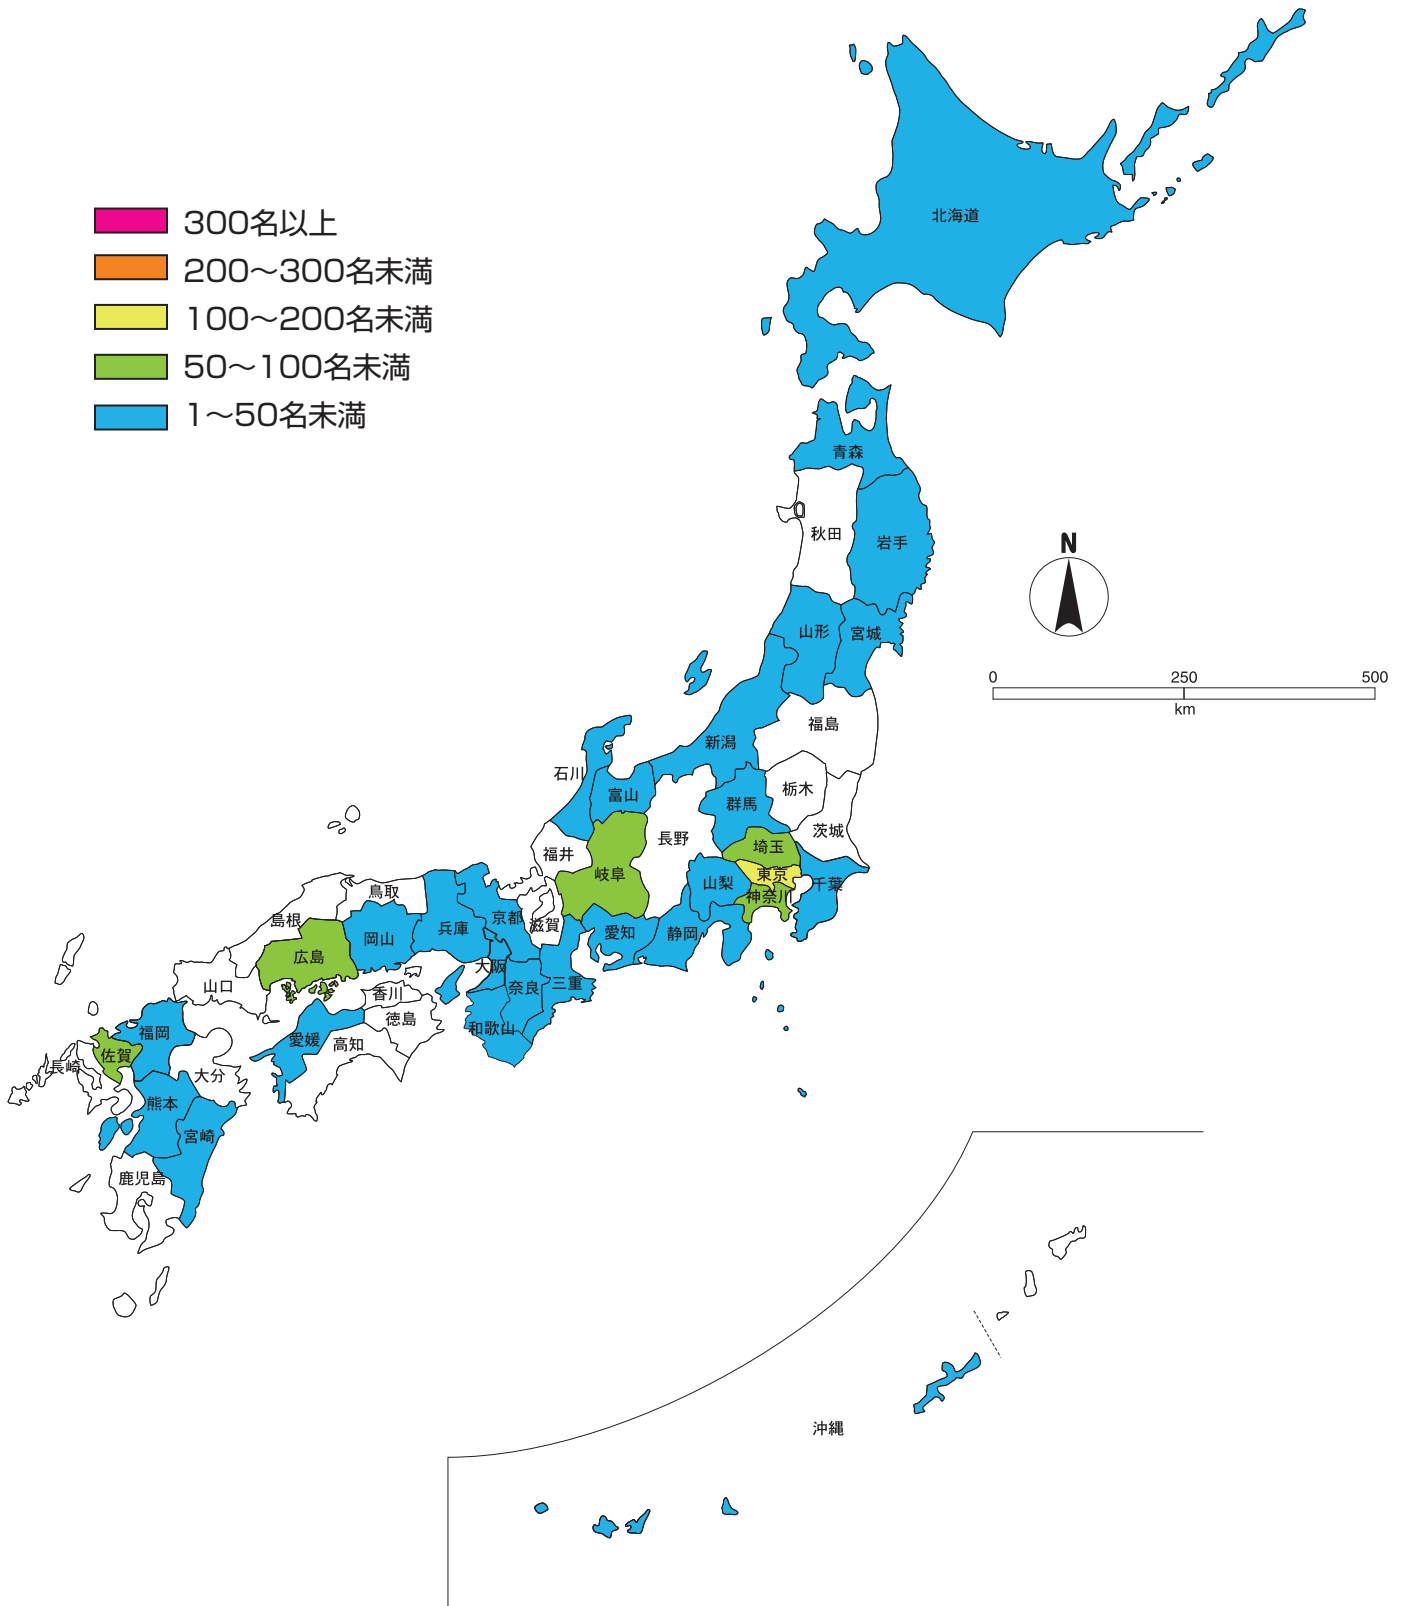 300名以上
200～300名未満
100～200名未満
50～100名未満
1～50名未満
北海道
青森
秋田
岩手
N
山形
宮城
0 250 500
km
福島
新潟
石川
富山
栃木
群馬
茨城
長野
埼玉
福井
岐阜
東京
山梨
千葉
神奈川
鳥取
島根
京都
滋賀
兵庫
岡山
愛知
静岡
広島
大阪
三重
奈良
山口
香川
徳島
和歌山
福岡
愛媛
高知
佐賀
長崎
大分
熊本
宮崎
鹿児島
沖縄